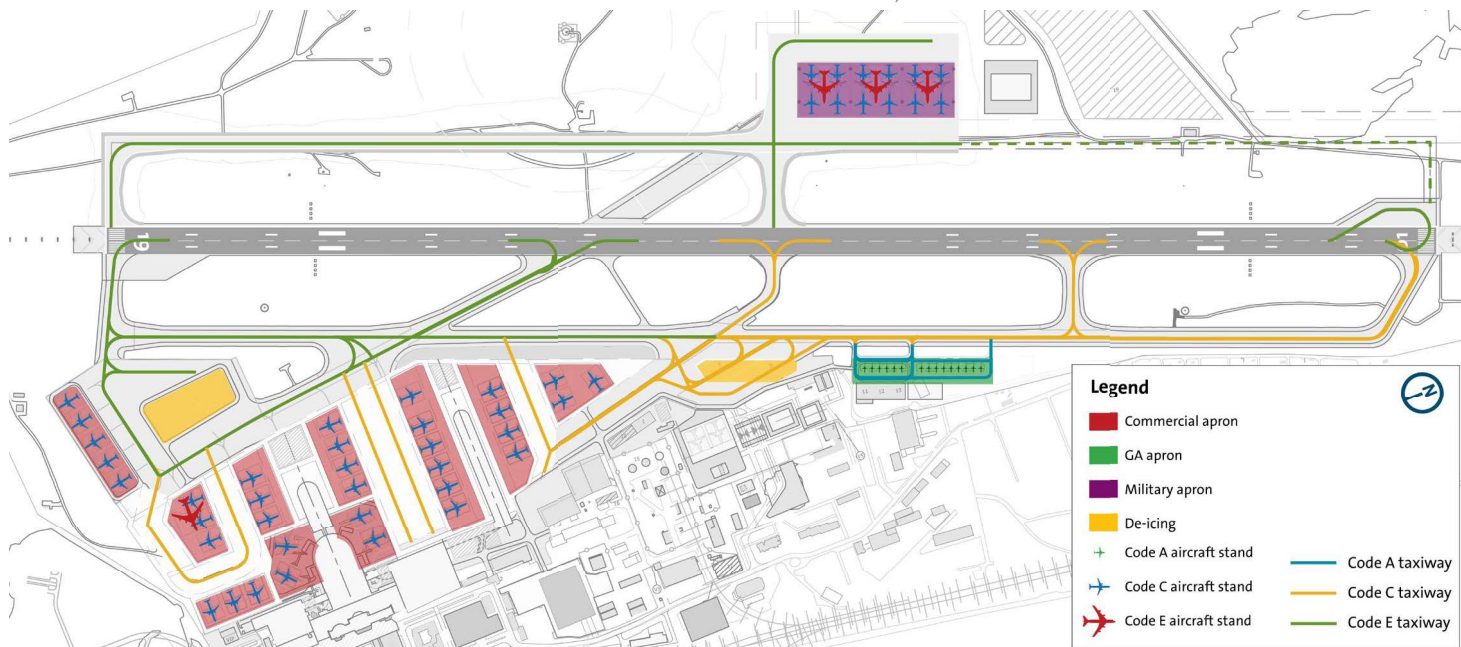 19
Legend
Commercial apron
GA apron
Military apron
De-icing
Code A aircraft stand
Code C aircraft stand
Code E aircraft stand
Code A taxiway
Code C taxiway
Code E taxiway
N